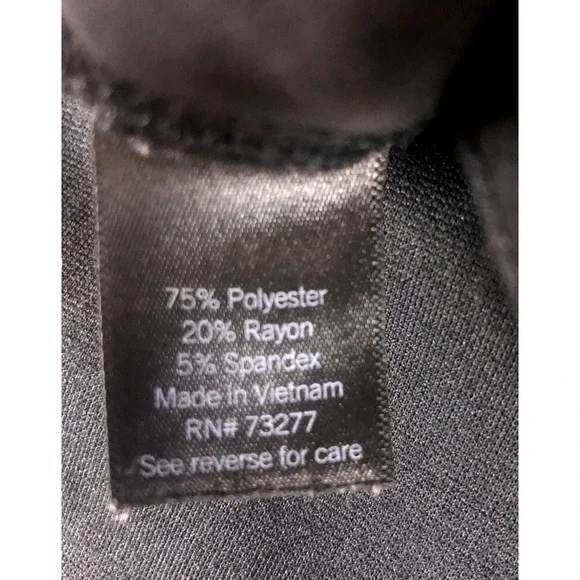 75% Polyester
20% Rayon
5% Spandex
Made in Vietnam
RN# 73277
See reverse for care